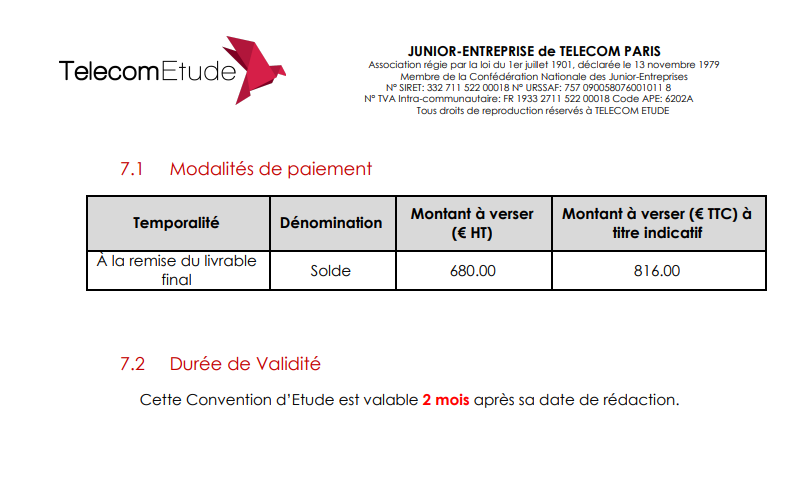 TelecomEtude
JUNIOR-ENTREPRISE de TELECOM PARIS
Association régie par la loi du 1er juillet 1901, déclarée le 13 novembre 1979
Membre de la Confédération Nationale des Junior-Entreprises
N° SIRET: 332 711 522 00018 N° URSSAF: 757 090058076001011 8
N° TVA Intra-communautaire: FR 1933 2711 522 00018 Code APE: 6202A
Tous droits de reproduction réservés à TELECOM ETUDE
7.1 Modalités de paiement
Temporalité Dénomination Montant à verser (€ HT) Montant à verser (€ TTC) à titre indicatif
À la remise du livrable final Solde 680.00 816.00
7.2 Durée de Validité
Cette Convention d'Etude est valable 2 mois après sa date de rédaction.